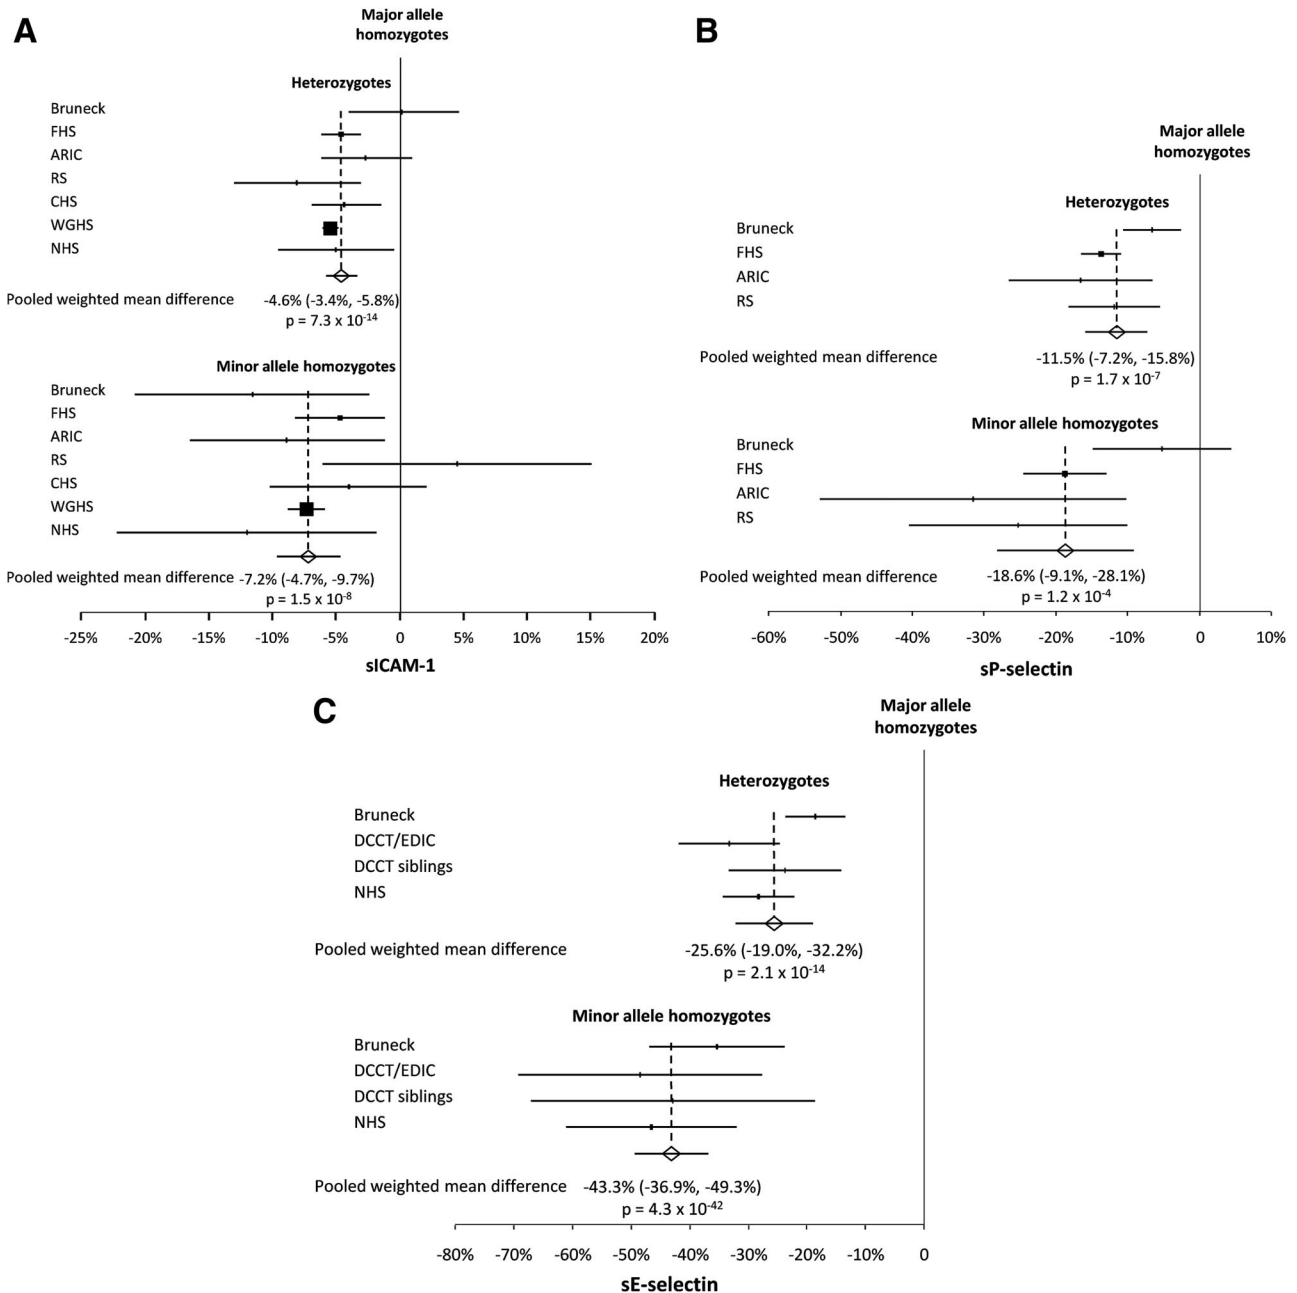 A
Major allele
homozygotes
Heterozygotes
Bruneck
FHS
ARIC
RS
CHS
WGHS
NHS
Pooled weighted mean difference -4.6% (-3.4%, -5.8%)
p = 7.3 x 10-14
Minor allele homozygotes
Bruneck
FHS
ARIC
RS
CHS
WGHS
NHS
Pooled weighted mean difference -7.2% (-4.7%, -9.7%)
p = 1.5 x 10-8
-25% -20% -15% -10% -5% 0 5% 10% 15% 20%
sICAM-1
B
Major allele
homozygotes
Heterozygotes
Bruneck
FHS
ARIC
RS
Pooled weighted mean difference -11.5% (-7.2%, -15.8%)
p = 1.7 x 10-7
Minor allele homozygotes
Bruneck
FHS
ARIC
RS
Pooled weighted mean difference -18.6% (-9.1%, -28.1%)
p = 1.2 x 10-4
-60% -50% -40% -30% -20% -10% 0 10%
sP-selectin
C
Major allele
homozygotes
Heterozygotes
Bruneck
DCCT/EDIC
DCCT siblings
NHS
Pooled weighted mean difference -25.6% (-19.0%, -32.2%)
p = 2.1 x 10-14
Minor allele homozygotes
Bruneck
DCCT/EDIC
DCCT siblings
NHS
Pooled weighted mean difference -43.3% (-36.9%, -49.3%)
p = 4.3 x 10-42
-80% -70% -60% -50% -40% -30% -20% -10% 0
sE-selectin